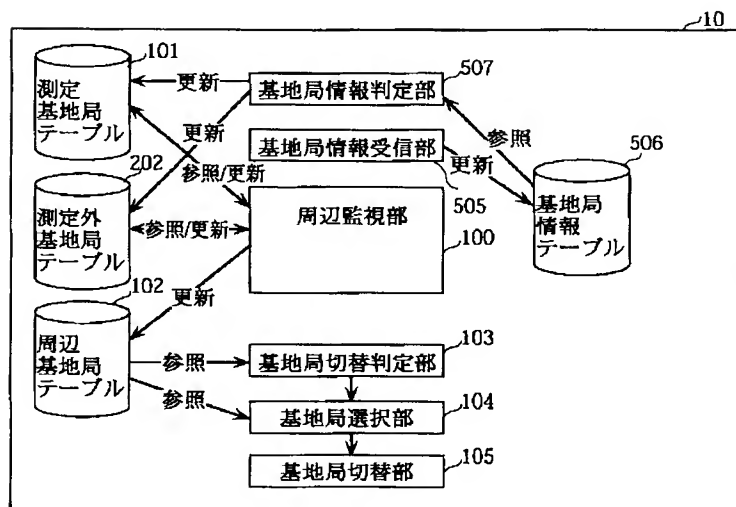 10
101
測定
基地局
テーブル
更新
基地局情報判定部
507
参照
更新
基地局情報受信部
更新
506
参照/更新
505
202
測定外
基地局
テーブル
参照/更新
周辺監視部
100
基地局
情報
テーブル
102
更新
周辺
基地局
テーブル
参照
基地局切替判定部
103
参照
基地局選択部
104
基地局切替部
105